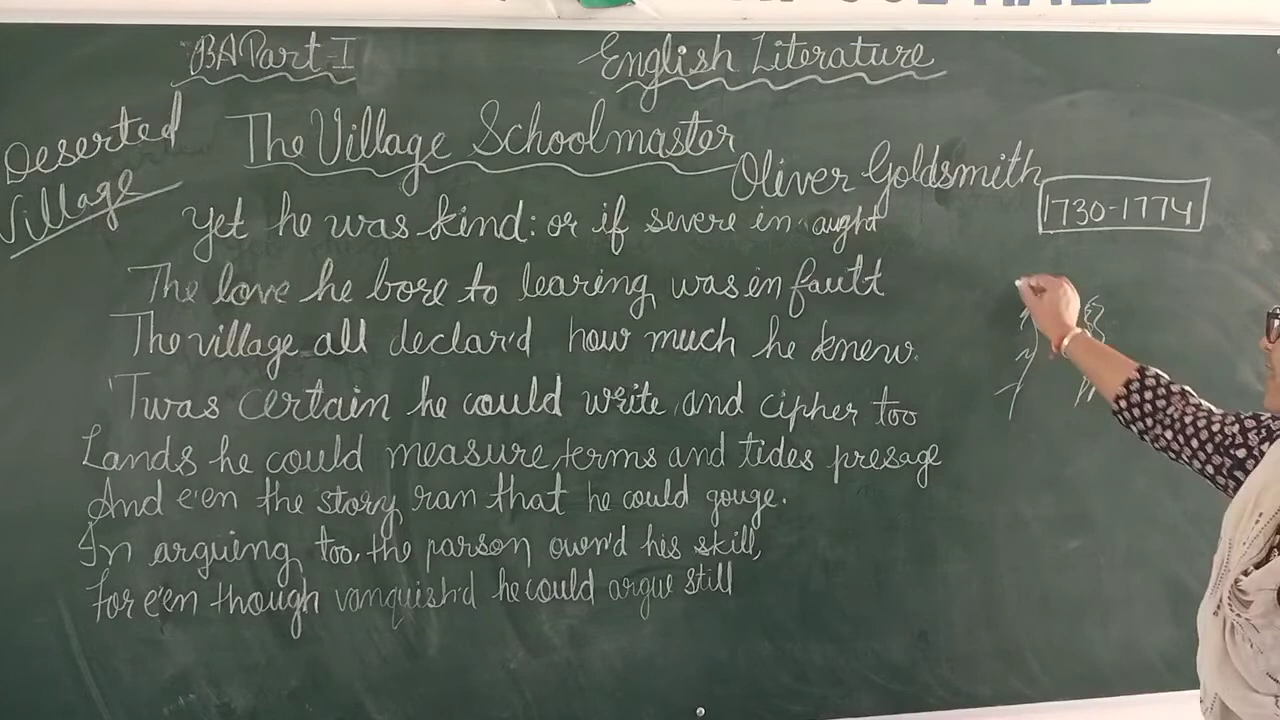 BA Part-I
English Literature
Deserted
Village
The Village Schoolmaster
Oliver Goldsmith
1730-1774
Yet he was kind: or if severe in aught
The love he bore to learing, was in fault
The village all declar'd how much he knew.
'Twas certain he could write, and cipher too
Lands he could measure, terms and tides presage
And e'en the story ran that he could gouge.
In arguing too, the parson own'd his skill,
For e'en though vanquish'd he could argue still